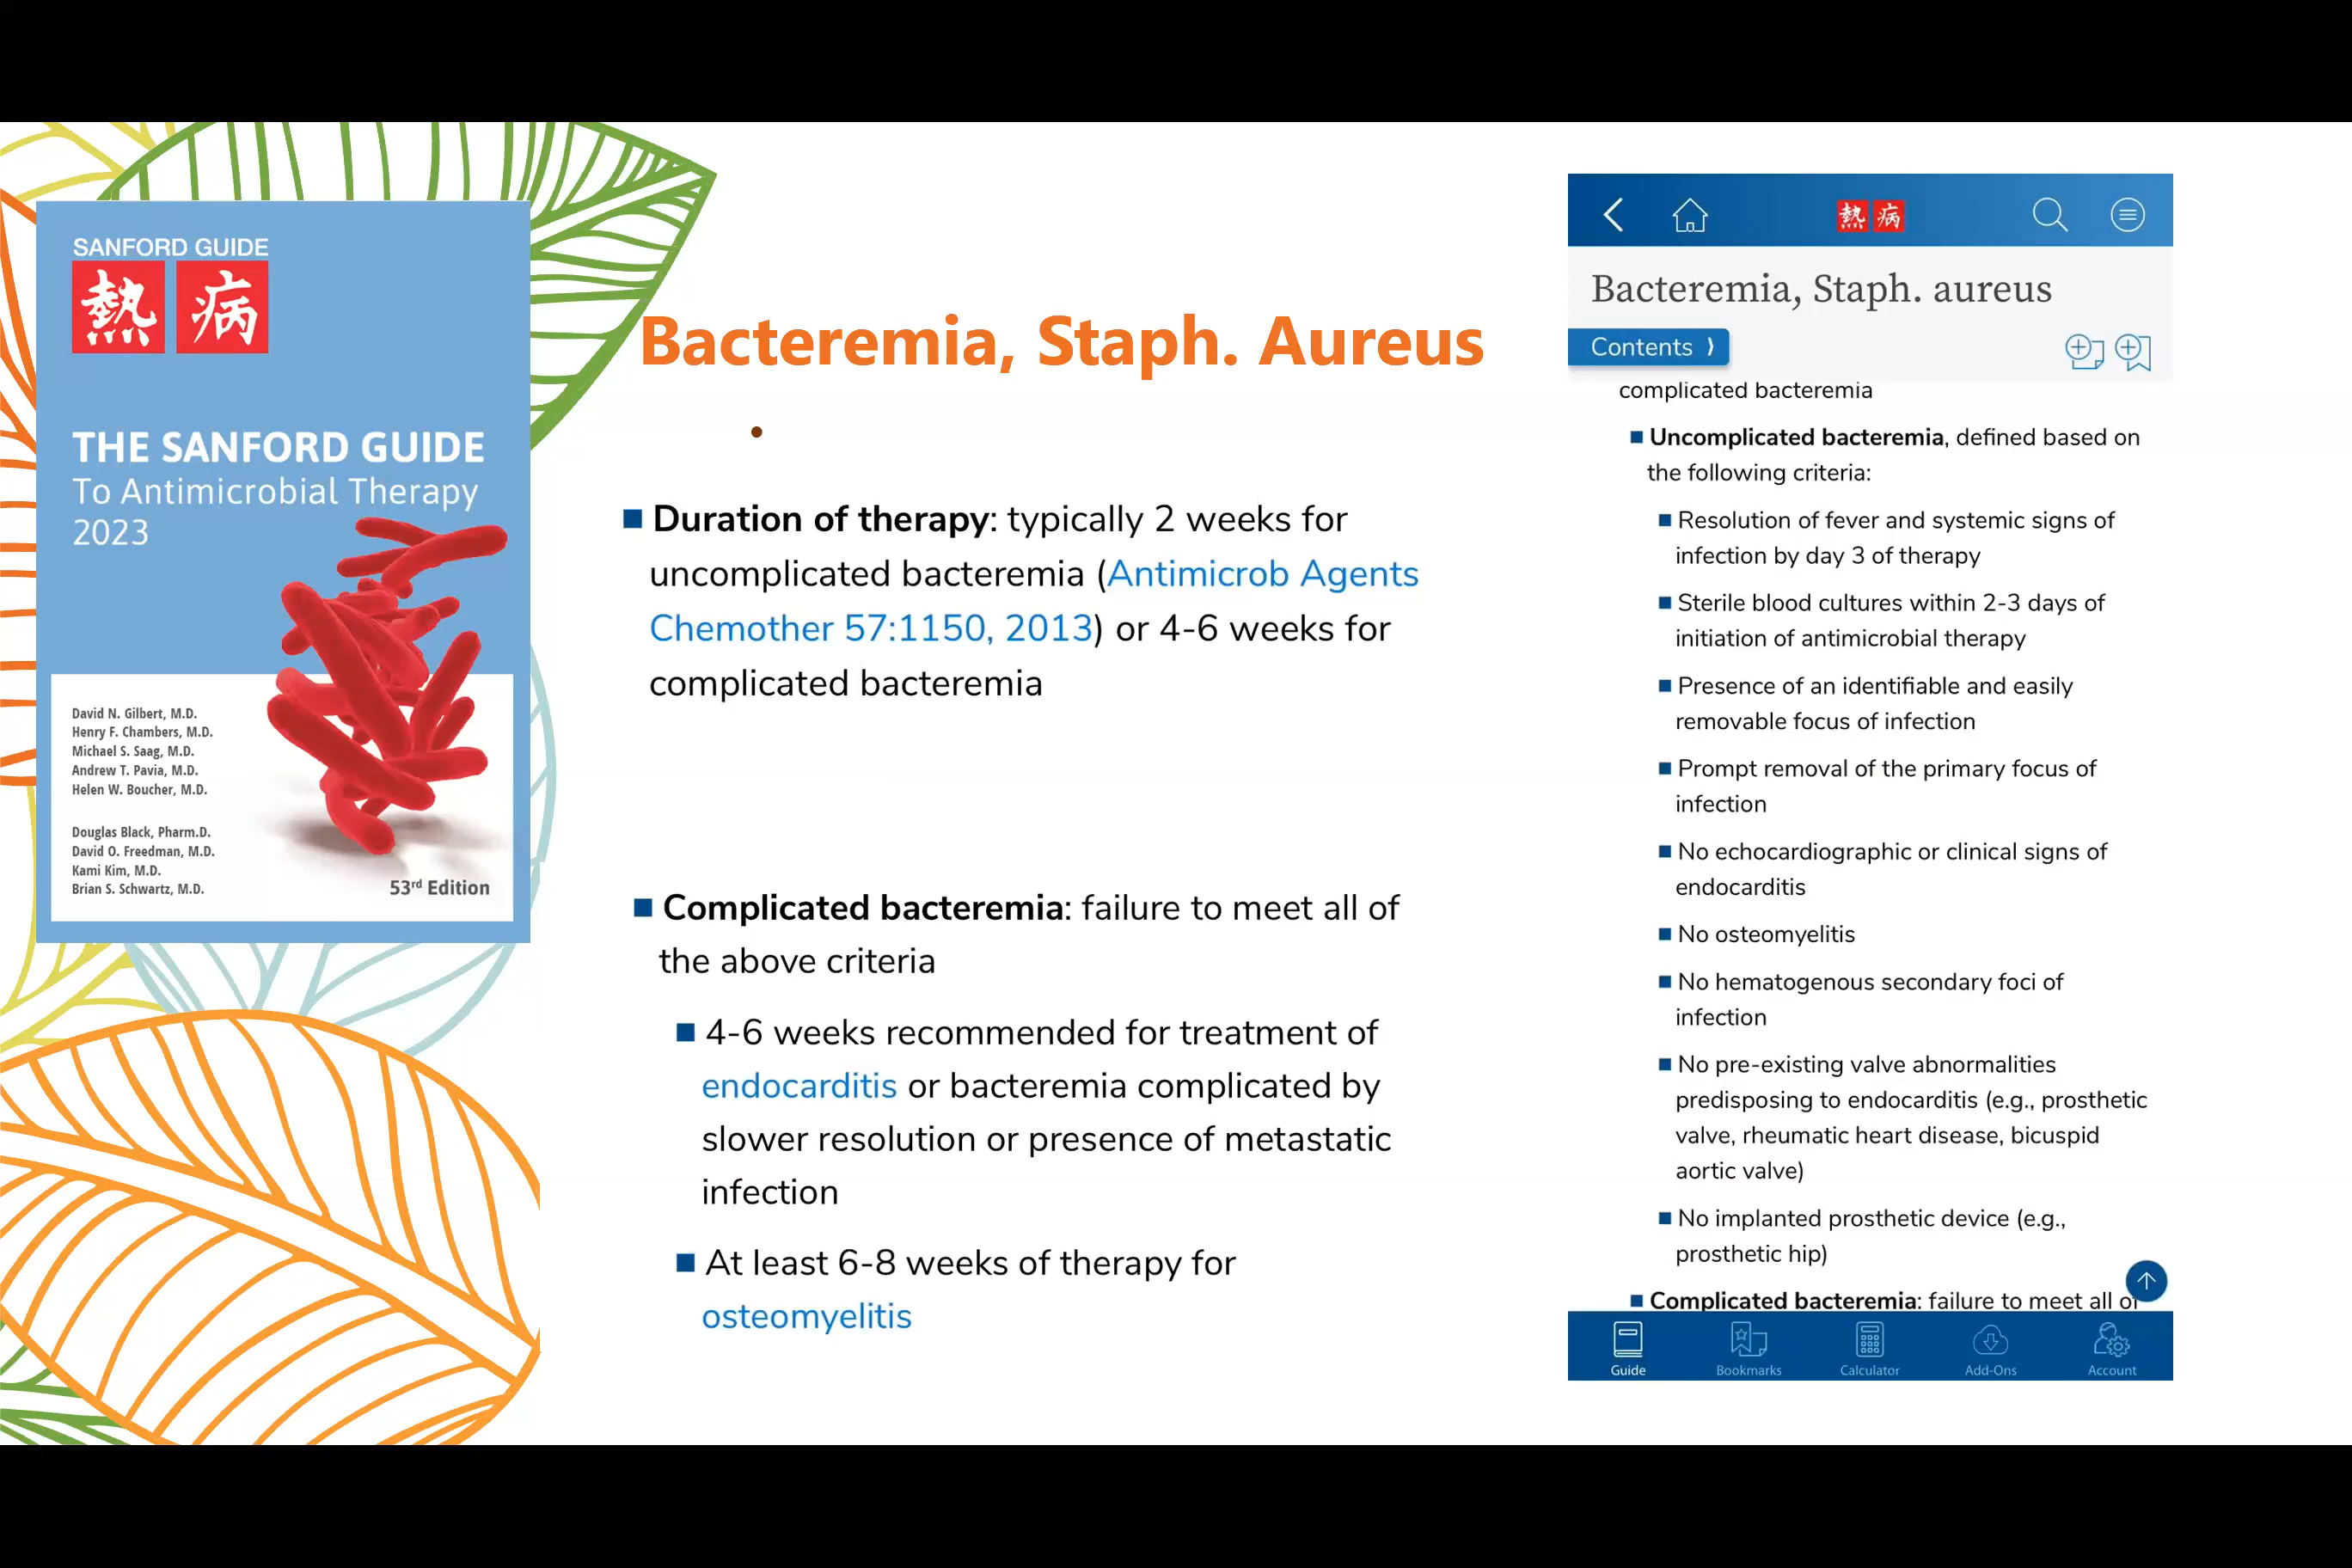 SANFORD GUIDE
熱病
THE SANFORD GUIDE
To Antimicrobial Therapy
2023
David N. Gilbert, M.D.
Henry F. Chambers, M.D.
Michael S. Saag, M.D.
Andrew T. Pavia, M.D.
Helen W. Boucher, M.D.
Douglas Black, Pharm.D.
David O. Freedman, M.D.
Kami Kim, M.D.
Brian S. Schwartz, M.D.
53rd Edition
Bacteremia, Staph. Aureus
•
■ Duration of therapy: typically 2 weeks for
uncomplicated bacteremia (Antimicrob Agents
Chemother 57:1150, 2013) or 4-6 weeks for
complicated bacteremia
■ Complicated bacteremia: failure to meet all of
the above criteria
■ 4-6 weeks recommended for treatment of
endocarditis or bacteremia complicated by
slower resolution or presence of metastatic
infection
■ At least 6-8 weeks of therapy for
osteomyelitis
熱病
Bacteremia, Staph. aureus
Contents ⟩
complicated bacteremia
■ Uncomplicated bacteremia, defined based on
the following criteria:
■ Resolution of fever and systemic signs of
infection by day 3 of therapy
■ Sterile blood cultures within 2-3 days of
initiation of antimicrobial therapy
■ Presence of an identifiable and easily
removable focus of infection
■ Prompt removal of the primary focus of
infection
■ No echocardiographic or clinical signs of
endocarditis
■ No osteomyelitis
■ No hematogenous secondary foci of
infection
■ No pre-existing valve abnormalities
predisposing to endocarditis (e.g., prosthetic
valve, rheumatic heart disease, bicuspid
aortic valve)
■ No implanted prosthetic device (e.g.,
prosthetic hip)
■ Complicated bacteremia: failure to meet all of
Guide
Bookmarks
Calculator
Add-Ons
Account